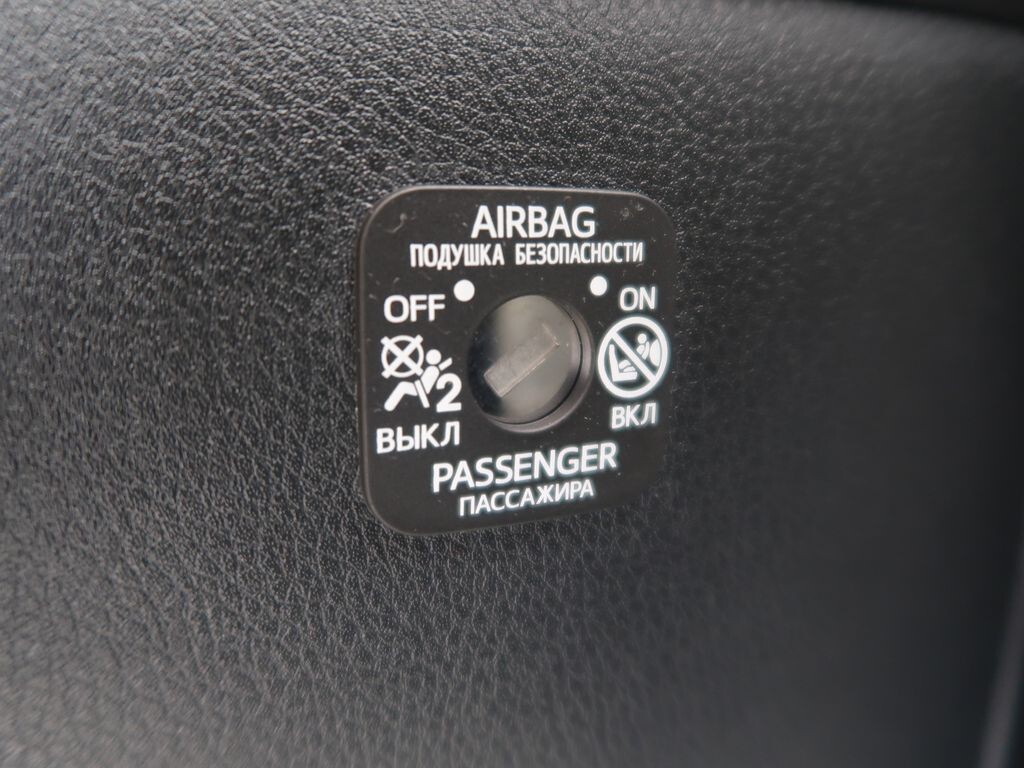 AIRBAG
ПОДУШКА БЕЗОПАСНОСТИ
OFF
ON
2
ВЫКЛ
ВКЛ
PASSENGER
ПАССАЖИРА